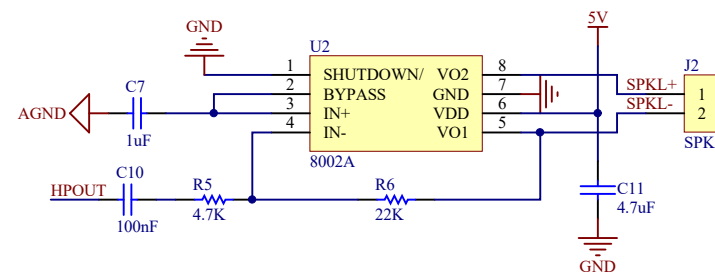 GND
5V
U2
1 SHUTDOWN/ VO2 8
2 BYPASS GND 7
3 IN+ VDD 6
4 IN- VO1 5
8002A
C7
AGND
1uF
SPKL+
SPKL-
J2
1
2
SPK
HPOUT
C10
100nF
R5
4.7K
R6
22K
C11
4.7uF
GND